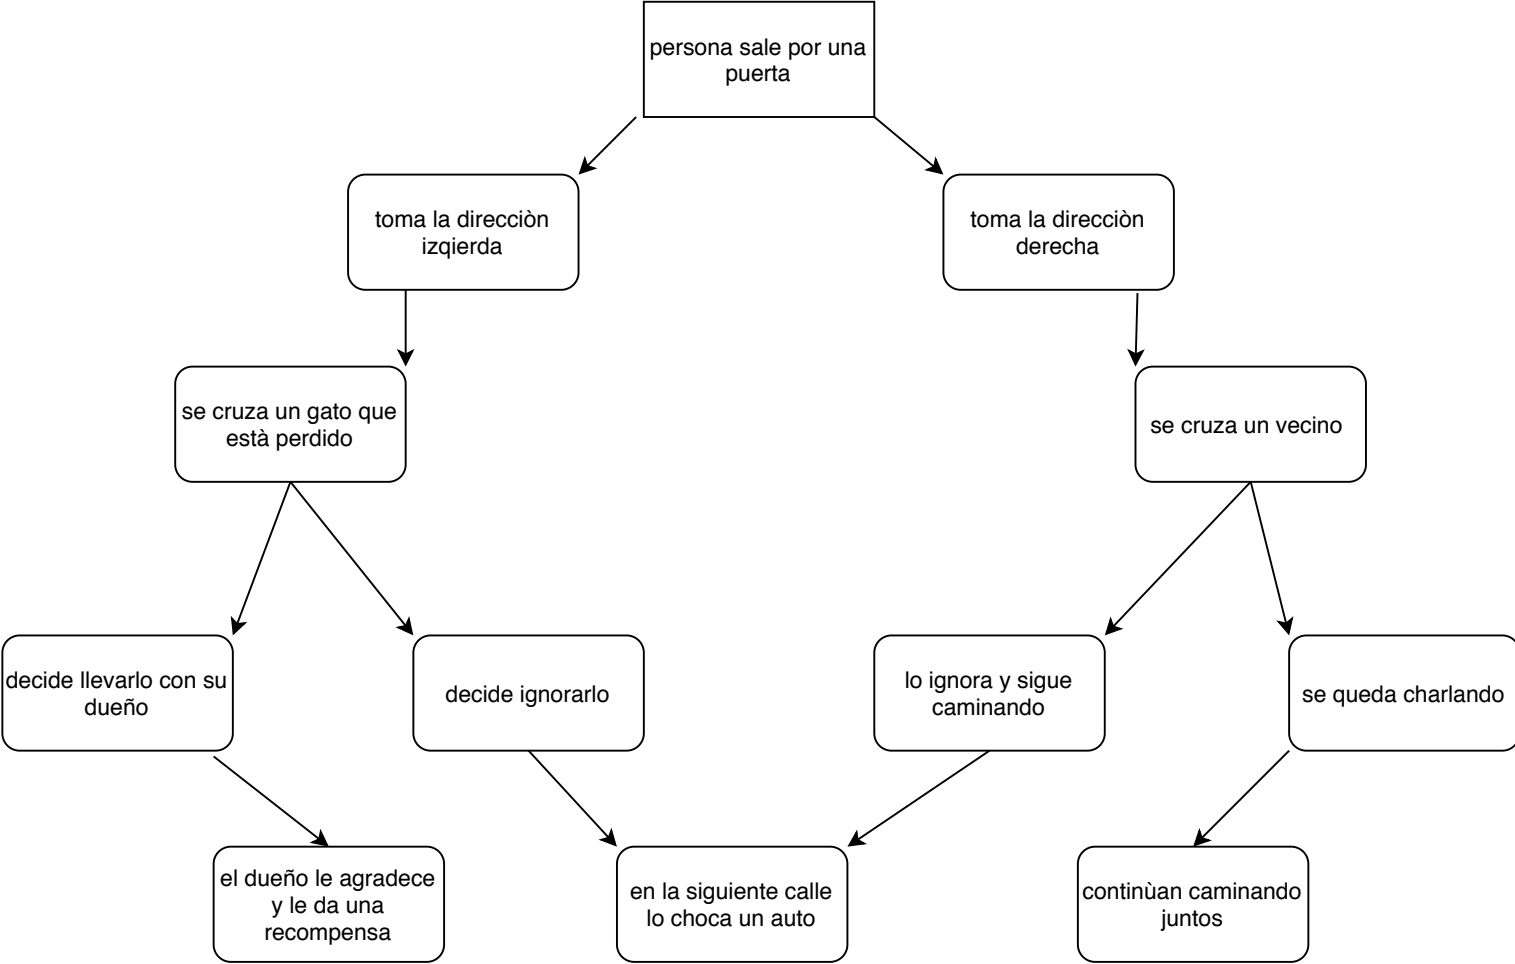 persona sale por una
puerta
toma la direcciòn
izqierda
toma la direcciòn
derecha
se cruza un gato que
està perdido
se cruza un vecino
decide llevarlo con su
dueño
decide ignorarlo
lo ignora y sigue
caminando
se queda charlando
el dueño le agradece
y le da una
recompensa
en la siguiente calle
lo choca un auto
continùan caminando
juntos